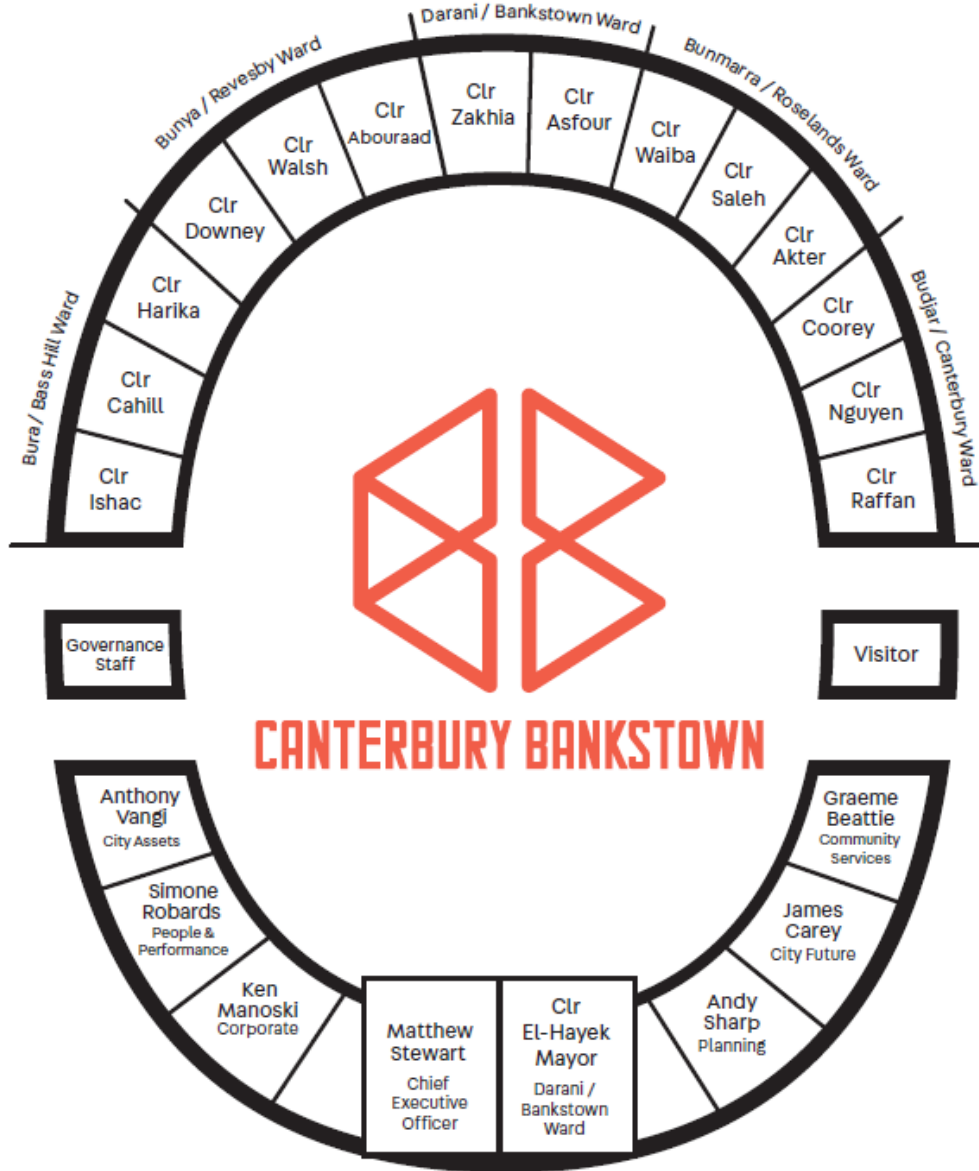 Darani / Bankstown Ward
Bunya / Revesby Ward
Bunmarra / Roselands Ward
Bura / Bass Hill Ward
Budjar / Canterbury Ward
Clr
Ishac
Clr
Cahill
Clr
Harika
Clr
Downey
Clr
Walsh
Clr
Abouraad
Clr
Zakhia
Clr
Asfour
Clr
Waiba
Clr
Saleh
Clr
Akter
Clr
Coorey
Clr
Nguyen
Clr
Raffan
Governance
Staff
Visitor
CANTERBURY BANKSTOWN
Anthony
Vangi
City Assets
Simone
Robards
People &
Performance
Ken
Manoski
Corporate
Matthew
Stewart
Chief
Executive
Officer
Clr
El-Hayek
Mayor
Darani /
Bankstown
Ward
Andy
Sharp
Planning
James
Carey
City Future
Graeme
Beattie
Community
Services